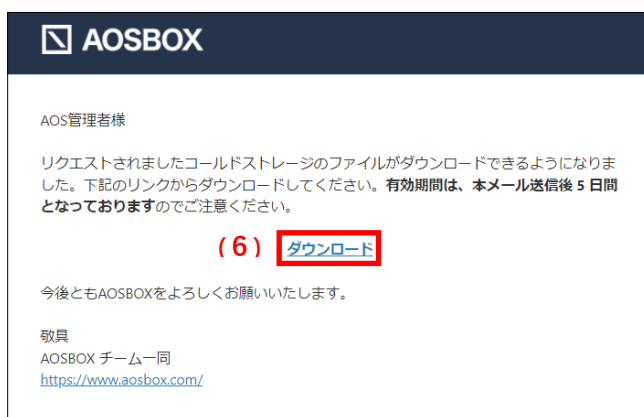 AOSBOX
AOS管理者様
リクエストされましたコールドストレージのファイルがダウンロードできるようになりま
した。下記のリンクからダウンロードしてください。有効期間は、本メール送信後 5 日間
となっておりますのでご注意ください。
(6) ダウンロード
今後ともAOSBOXをよろしくお願いいたします。
敬具
AOSBOX チーム一同
https://www.aosbox.com/